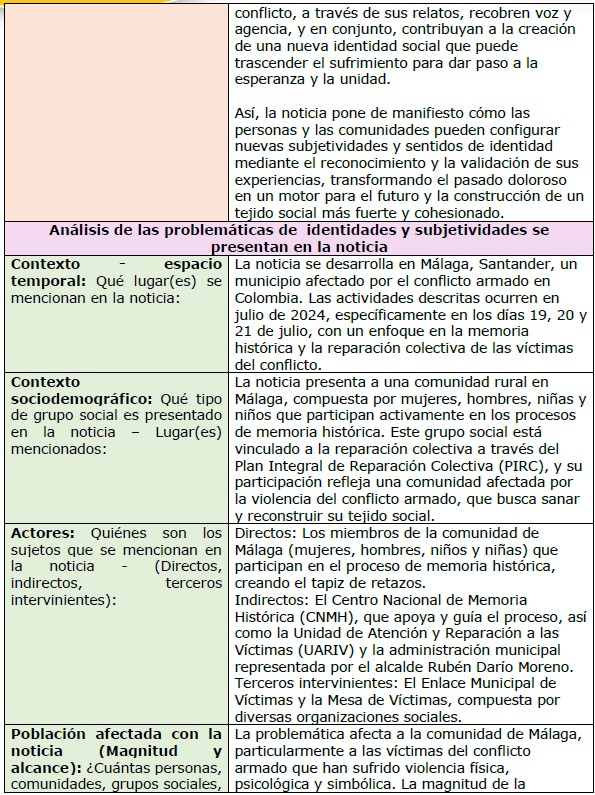 conflicto, a través de sus relatos, recobren voz y
agencia, y en conjunto, contribuyan a la creación
de una nueva identidad social que puede
trascender el sufrimiento para dar paso a la
esperanza y la unidad.
Así, la noticia pone de manifiesto cómo las
personas y las comunidades pueden configurar
nuevas subjetividades y sentidos de identidad
mediante el reconocimiento y la validación de sus
experiencias, transformando el pasado doloroso
en un motor para el futuro y la construcción de un
tejido social más fuerte y cohesionado.
Análisis de las problemáticas de identidades y subjetividades se
presentan en la noticia
Contexto - espacio
temporal: Qué lugar(es) se
mencionan en la noticia:
La noticia se desarrolla en Málaga, Santander, un
municipio afectado por el conflicto armado en
Colombia. Las actividades descritas ocurren en
julio de 2024, específicamente en los días 19, 20 y
21 de julio, con un enfoque en la memoria
histórica y la reparación colectiva de las víctimas
del conflicto.
Contexto
sociodemográfico: Qué tipo
de grupo social es presentado
en la noticia – Lugar(es)
mencionados:
La noticia presenta a una comunidad rural en
Málaga, compuesta por mujeres, hombres, niñas y
niños que participan activamente en los procesos
de memoria histórica. Este grupo social está
vinculado a la reparación colectiva a través del
Plan Integral de Reparación Colectiva (PIRC), y su
participación refleja una comunidad afectada por
la violencia del conflicto armado, que busca sanar
y reconstruir su tejido social.
Actores: Quiénes son los
sujetos que se mencionan en
la noticia - (Directos,
indirectos, terceros
intervinientes):
Directos: Los miembros de la comunidad de
Málaga (mujeres, hombres, niños y niñas) que
participan en el proceso de memoria histórica,
creando el tapiz de retazos.
Indirectos: El Centro Nacional de Memoria
Histórica (CNMH), que apoya y guía el proceso, así
como la Unidad de Atención y Reparación a las
Víctimas (UARIV) y la administración municipal
representada por el alcalde Rubén Darío Moreno.
Terceros intervinientes: El Enlace Municipal de
Víctimas y la Mesa de Víctimas, compuesta por
diversas organizaciones sociales.
Población afectada con la
noticia (Magnitud y
alcance): ¿Cuántas personas,
comunidades, grupos sociales,
La problemática afecta a la comunidad de Málaga,
particularmente a las víctimas del conflicto
armado que han sufrido violencia física,
psicológica y simbólica. La magnitud de la